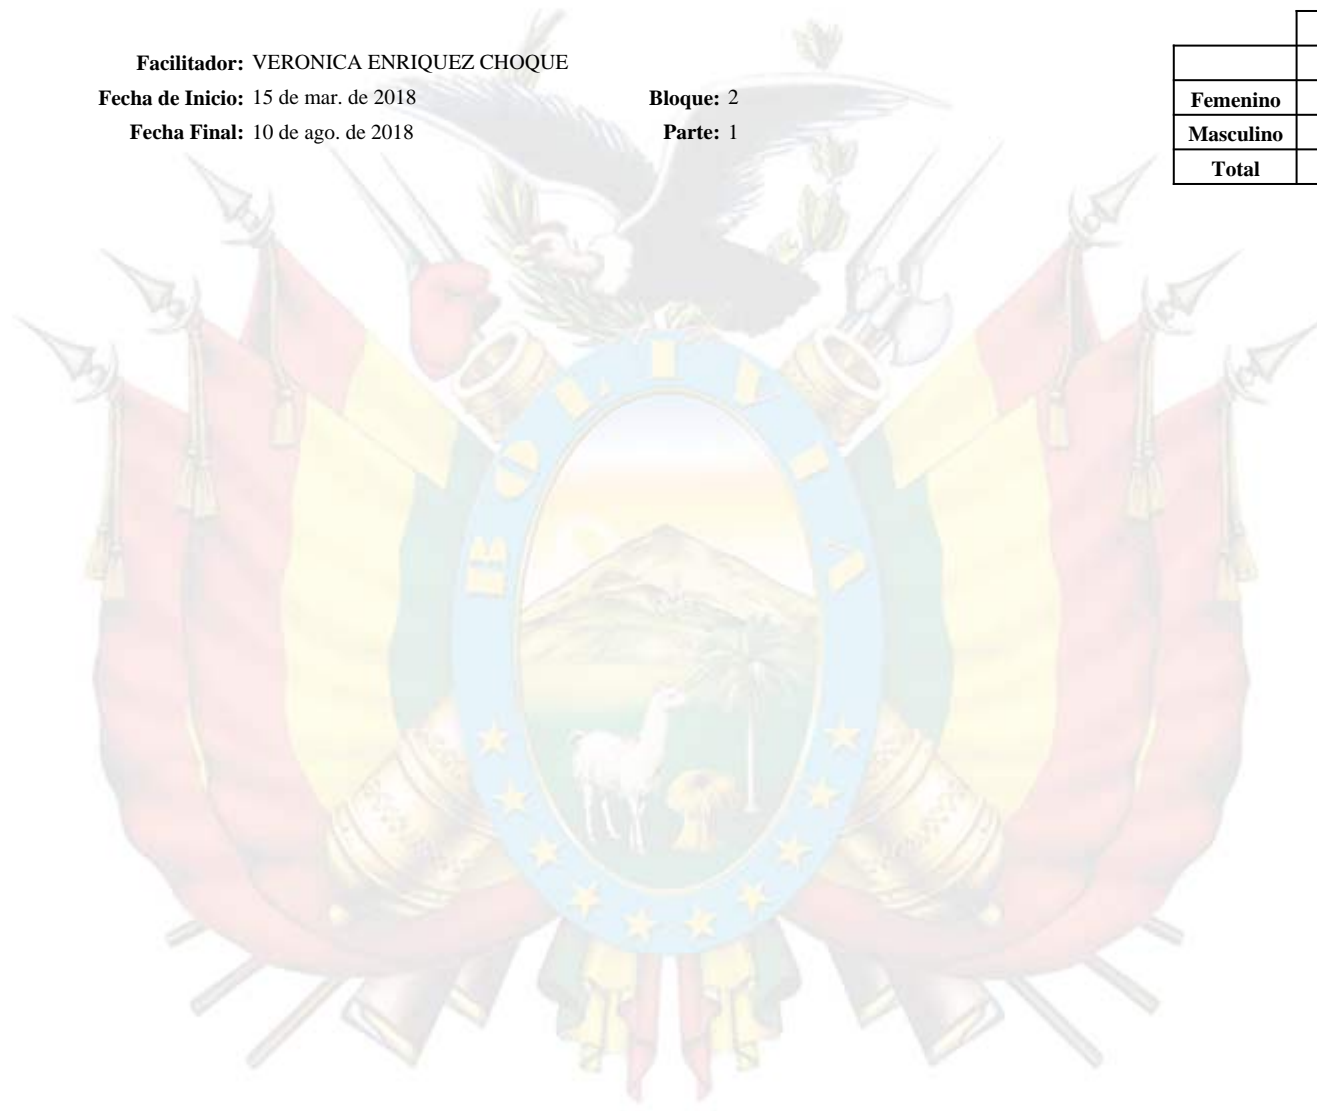 Facilitador: VERONICA ENRIQUEZ CHOQUE
Fecha de Inicio: 15 de mar. de 2018 Bloque: 2
Fecha Final: 10 de ago. de 2018 Parte: 1
Femenino
Masculino
Total
BOLIVIA